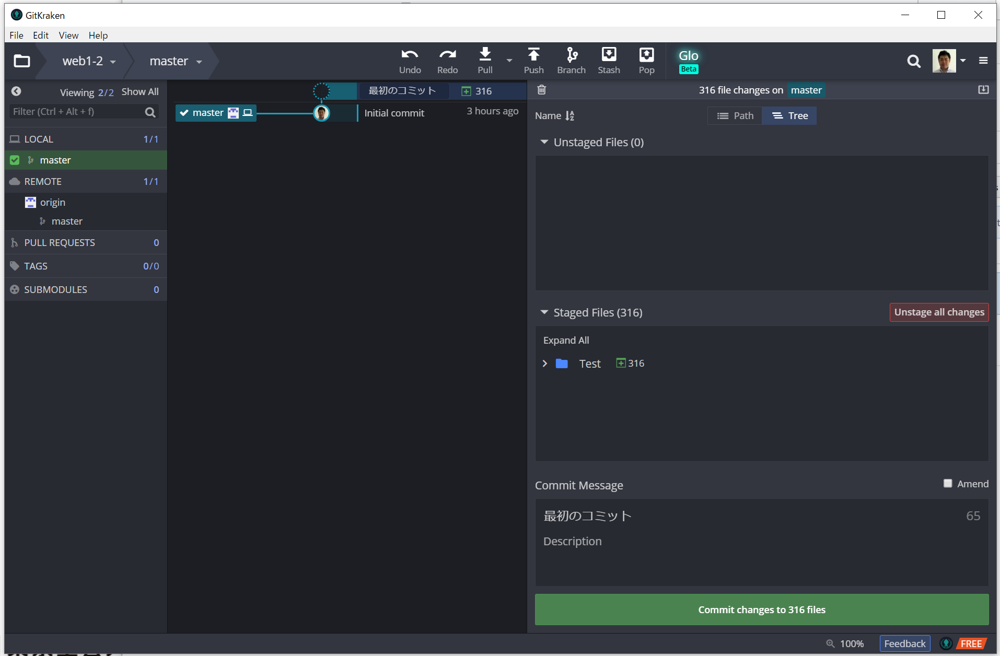 GitKraken
File Edit View Help
web1-2 master Undo Redo Pull Push Branch Stash Pop Glo Beta
Viewing 2/2 Show All
Filter (Ctrl + Alt + f)
LOCAL 1/1
master
REMOTE 1/1
origin
master
PULL REQUESTS 0
TAGS 0/0
SUBMODULES 0
最初のコミット 316
master Initial commit 3 hours ago
316 file changes on master
Name Path Tree
Unstaged Files (0)
Staged Files (316) Unstage all changes
Expand All
Test 316
Commit Message Amend
最初のコミット 65
Description
Commit changes to 316 files
100% Feedback FREE